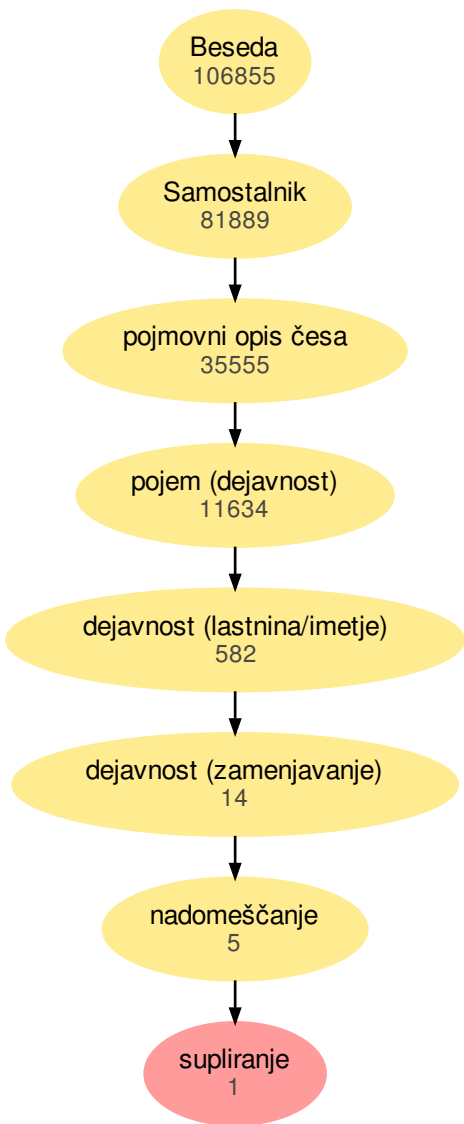 Beseda
106855
Samostalnik
81889
pojmovni opis česa
35555
pojem (dejavnost)
11634
dejavnost (lastnina/imetje)
582
dejavnost (zamenjavanje)
14
nadomeščanje
5
supliranje
1